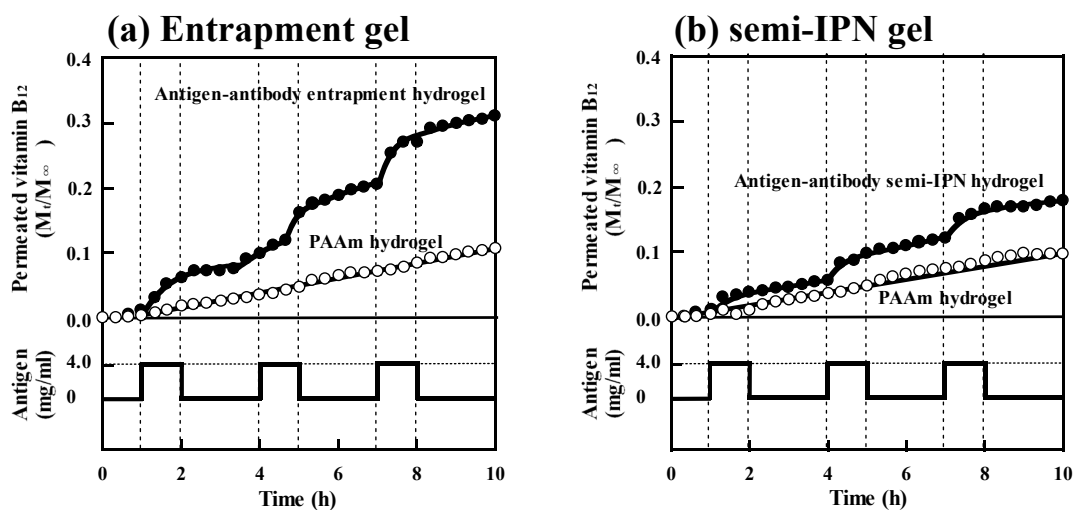 (a) Entrapment gel
0.4
0.3
0.2
0.1
0.0
Permeated vitamin B12
(Mt/M∞)
Antigen-antibody entrapment hydrogel
PAAm hydrogel
4.0
0
Antigen
(mg/ml)
0 2 4 6 8 10
Time (h)
(b) semi-IPN gel
0.4
0.3
0.2
0.1
0.0
Permeated vitamin B12
(Mt/M∞)
Antigen-antibody semi-IPN hydrogel
PAAm hydrogel
4.0
0
Antigen
(mg/ml)
0 2 4 6 8 10
Time (h)